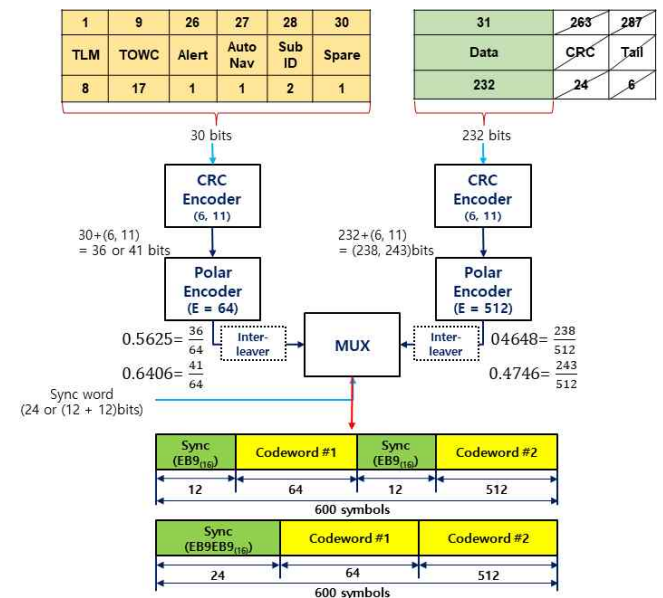 1 9 26 27 28 30
TLM TOWC Alert Auto Nav Sub ID Spare
8 17 1 1 2 1
31 263 287
Data CRC Tail
232 24 6
30 bits
232 bits
CRC
Encoder
(6, 11)
CRC
Encoder
(6, 11)
30+(6, 11)
= 36 or 41 bits
232+(6, 11)
= (238, 243)bits
Polar
Encoder
(E = 64)
Polar
Encoder
(E = 512)
0.5625= 36/64
0.6406= 41/64
Inter-
leaver
MUX
Inter-
leaver
04648= 238/512
0.4746= 243/512
Sync word
(24 or (12 + 12)bits)
Sync
(EB9(16))
Codeword #1
Sync
(EB9(16))
Codeword #2
12 64 12 512
600 symbols
Sync
(EB9EB9(16))
Codeword #1
Codeword #2
24 64 512
600 symbols